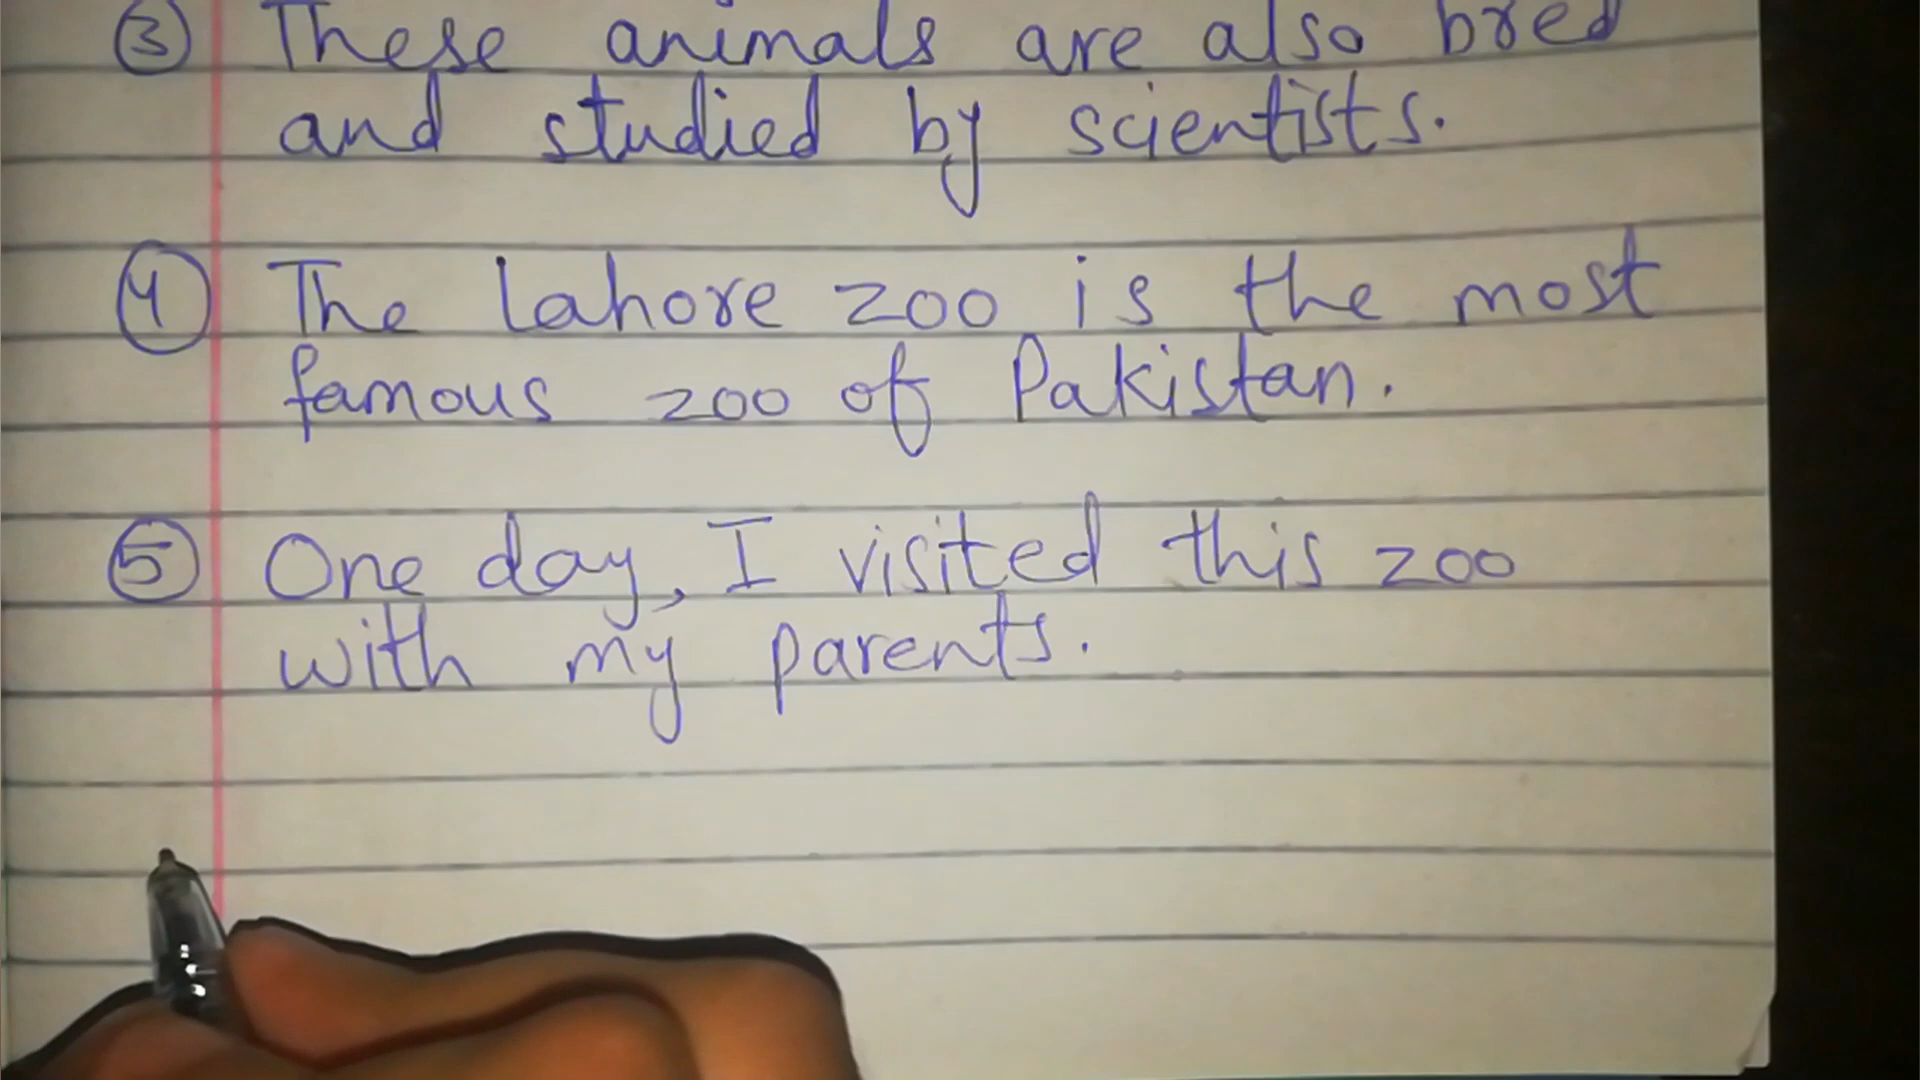 ③ These animals are also bred
and studied by scientists.
④ The Lahore zoo is the most
famous zoo of Pakistan.
⑤ One day, I visited this zoo
with my parents.